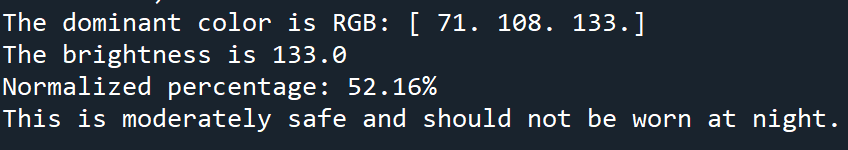 The dominant color is RGB: [ 71. 108. 133.]
The brightness is 133.0
Normalized percentage: 52.16%
This is moderately safe and should not be worn at night.